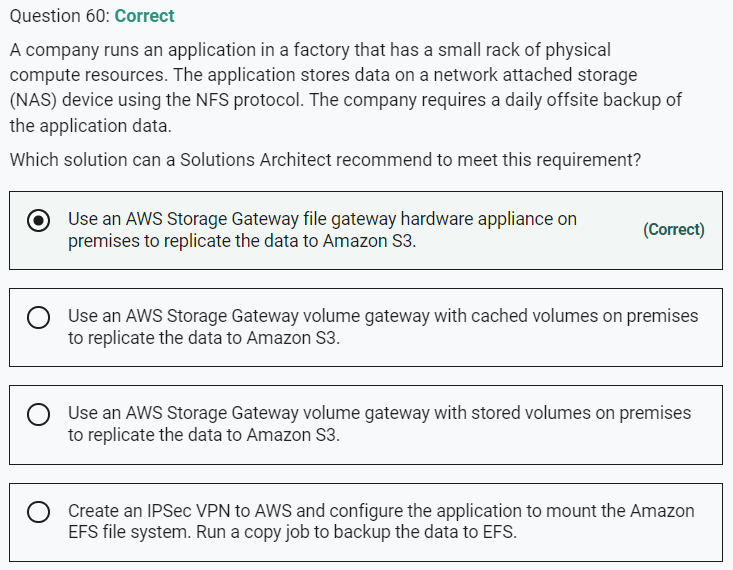 Question 60: Correct
A company runs an application in a factory that has a small rack of physical
compute resources. The application stores data on a network attached storage
(NAS) device using the NFS protocol. The company requires a daily offsite backup of
the application data.
Which solution can a Solutions Architect recommend to meet this requirement?
Use an AWS Storage Gateway file gateway hardware appliance on
premises to replicate the data to Amazon S3.
(Correct)
Use an AWS Storage Gateway volume gateway with cached volumes on premises
to replicate the data to Amazon S3.
Use an AWS Storage Gateway volume gateway with stored volumes on premises
to replicate the data to Amazon S3.
Create an IPSec VPN to AWS and configure the application to mount the Amazon
EFS file system. Run a copy job to backup the data to EFS.